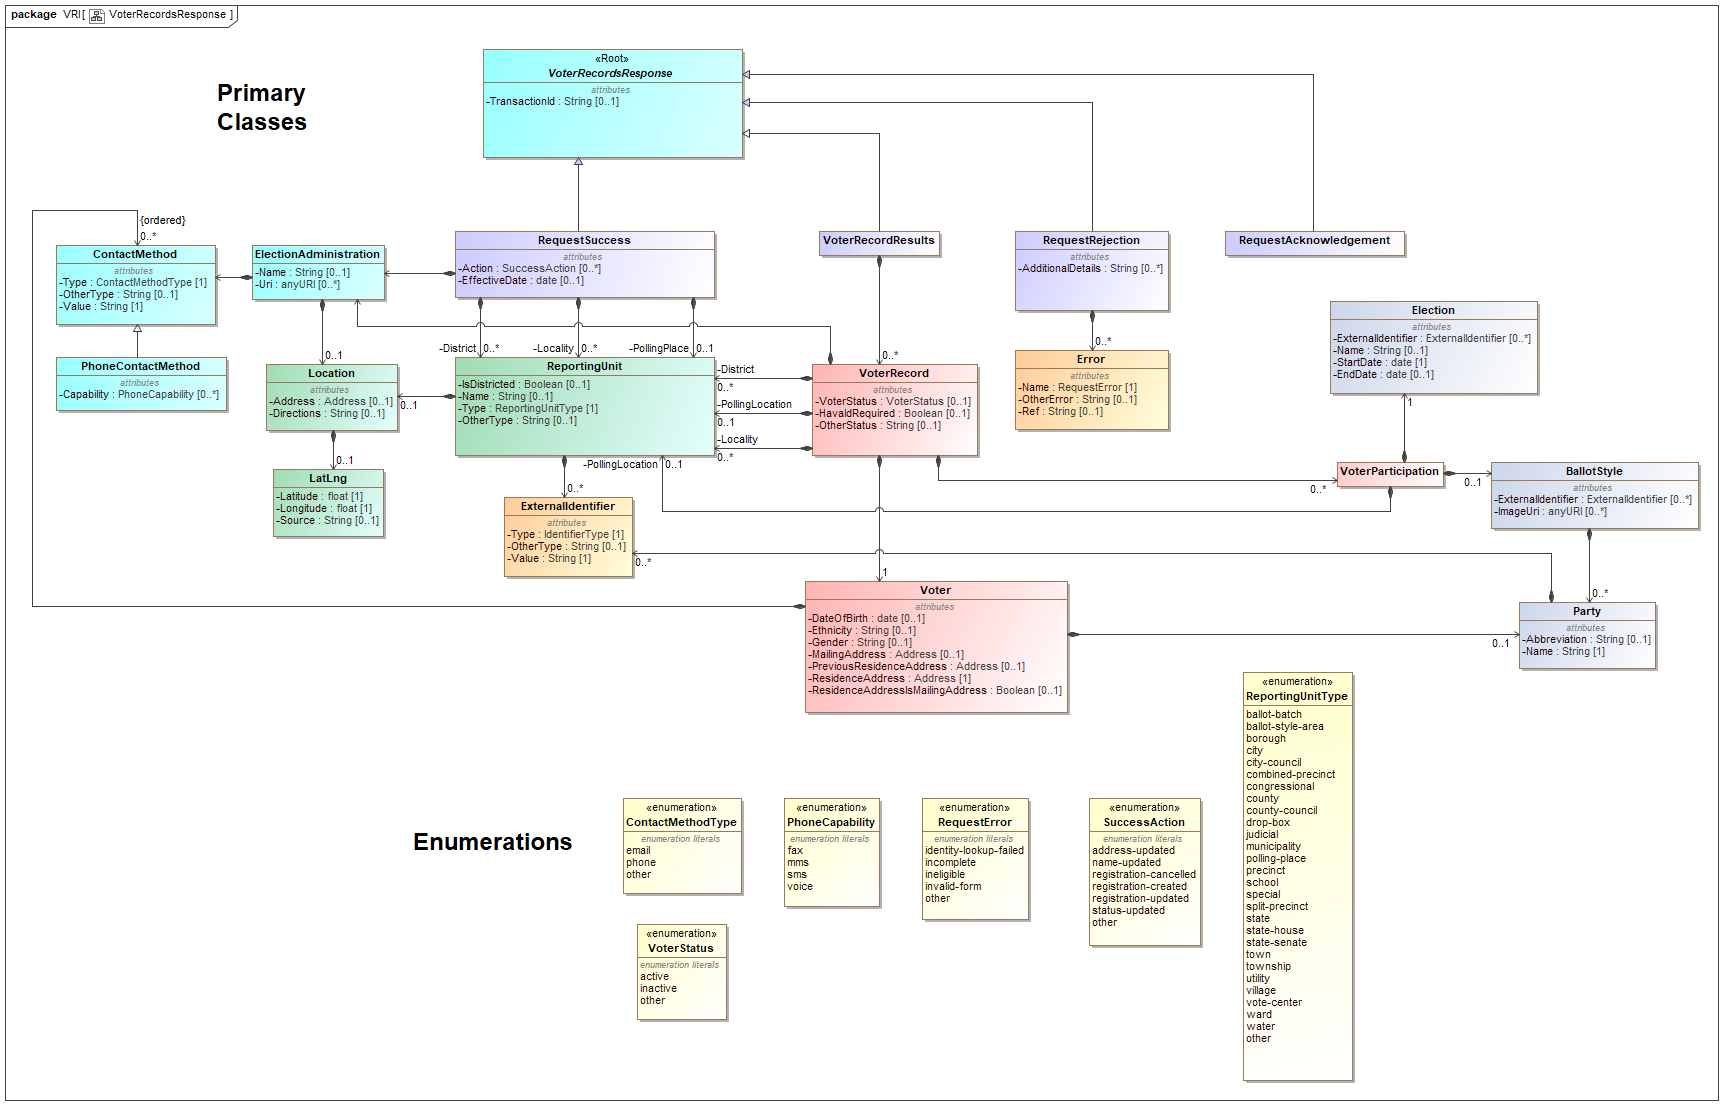 package VRI[ VoterRecordsResponse ]
Primary
Classes
«Root»
VoterRecordsResponse
attributes
-TransactionId : String [0..1]
{ordered}
0..*
ContactMethod
attributes
-Type : ContactMethodType [1]
-OtherType : String [0..1]
-Value : String [1]
PhoneContactMethod
attributes
-Capability : PhoneCapability [0..*]
ElectionAdministration
-Name : String [0..1]
-Uri : anyURI [0..*]
0..1
Location
attributes
-Address : Address [0..1]
-Directions : String [0..1]
0..1
0..1
LatLng
-Latitude : float [1]
-Longitude : float [1]
-Source : String [0..1]
RequestSuccess
attributes
-Action : SuccessAction [0..*]
-EffectiveDate : date [0..1]
-District 0..*
-Locality 0..*
-PollingPlace 0..1
ReportingUnit
-IsDistricted : Boolean [0..1]
-Name : String [0..1]
-Type : ReportingUnitType [1]
-OtherType : String [0..1]
-PollingLocation 0..1
0..*
ExternalIdentifier
attributes
-Type : IdentifierType [1]
-OtherType : String [0..1]
-Value : String [1]
0..*
VoterRecordResults
0..*
-District
0..*
-PollingLocation
0..1
-Locality
0..*
VoterRecord
attributes
-VoterStatus : VoterStatus [0..1]
-HavaIdRequired : Boolean [0..1]
-OtherStatus : String [0..1]
RequestRejection
attributes
-AdditionalDetails : String [0..*]
0..*
Error
attributes
-Name : RequestError [1]
-OtherError : String [0..1]
-Ref : String [0..1]
RequestAcknowledgement
Election
attributes
-ExternalIdentifier : ExternalIdentifier [0..*]
-Name : String [0..1]
-StartDate : date [1]
-EndDate : date [0..1]
1
VoterParticipation
0..*
0..1
BallotStyle
attributes
-ExternalIdentifier : ExternalIdentifier [0..*]
-ImageUri : anyURI [0..*]
0..*
Party
attributes
-Abbreviation : String [0..1]
-Name : String [1]
0..1
1
Voter
attributes
-DateOfBirth : date [0..1]
-Ethnicity : String [0..1]
-Gender : String [0..1]
-MailingAddress : Address [0..1]
-PreviousResidenceAddress : Address [0..1]
-ResidenceAddress : Address [1]
-ResidenceAddressIsMailingAddress : Boolean [0..1]
Enumerations
«enumeration»
ContactMethodType
enumeration literals
email
phone
other
«enumeration»
PhoneCapability
enumeration literals
fax
mms
sms
voice
«enumeration»
RequestError
enumeration literals
identity-lookup-failed
incomplete
ineligible
invalid-form
other
«enumeration»
SuccessAction
enumeration literals
address-updated
name-updated
registration-cancelled
registration-created
registration-updated
status-updated
other
«enumeration»
VoterStatus
enumeration literals
active
inactive
other
«enumeration»
ReportingUnitType
ballot-batch
ballot-style-area
borough
city
city-council
combined-precinct
congressional
county
county-council
drop-box
judicial
municipality
polling-place
precinct
school
special
split-precinct
state
state-house
state-senate
town
township
utility
village
vote-center
ward
water
other